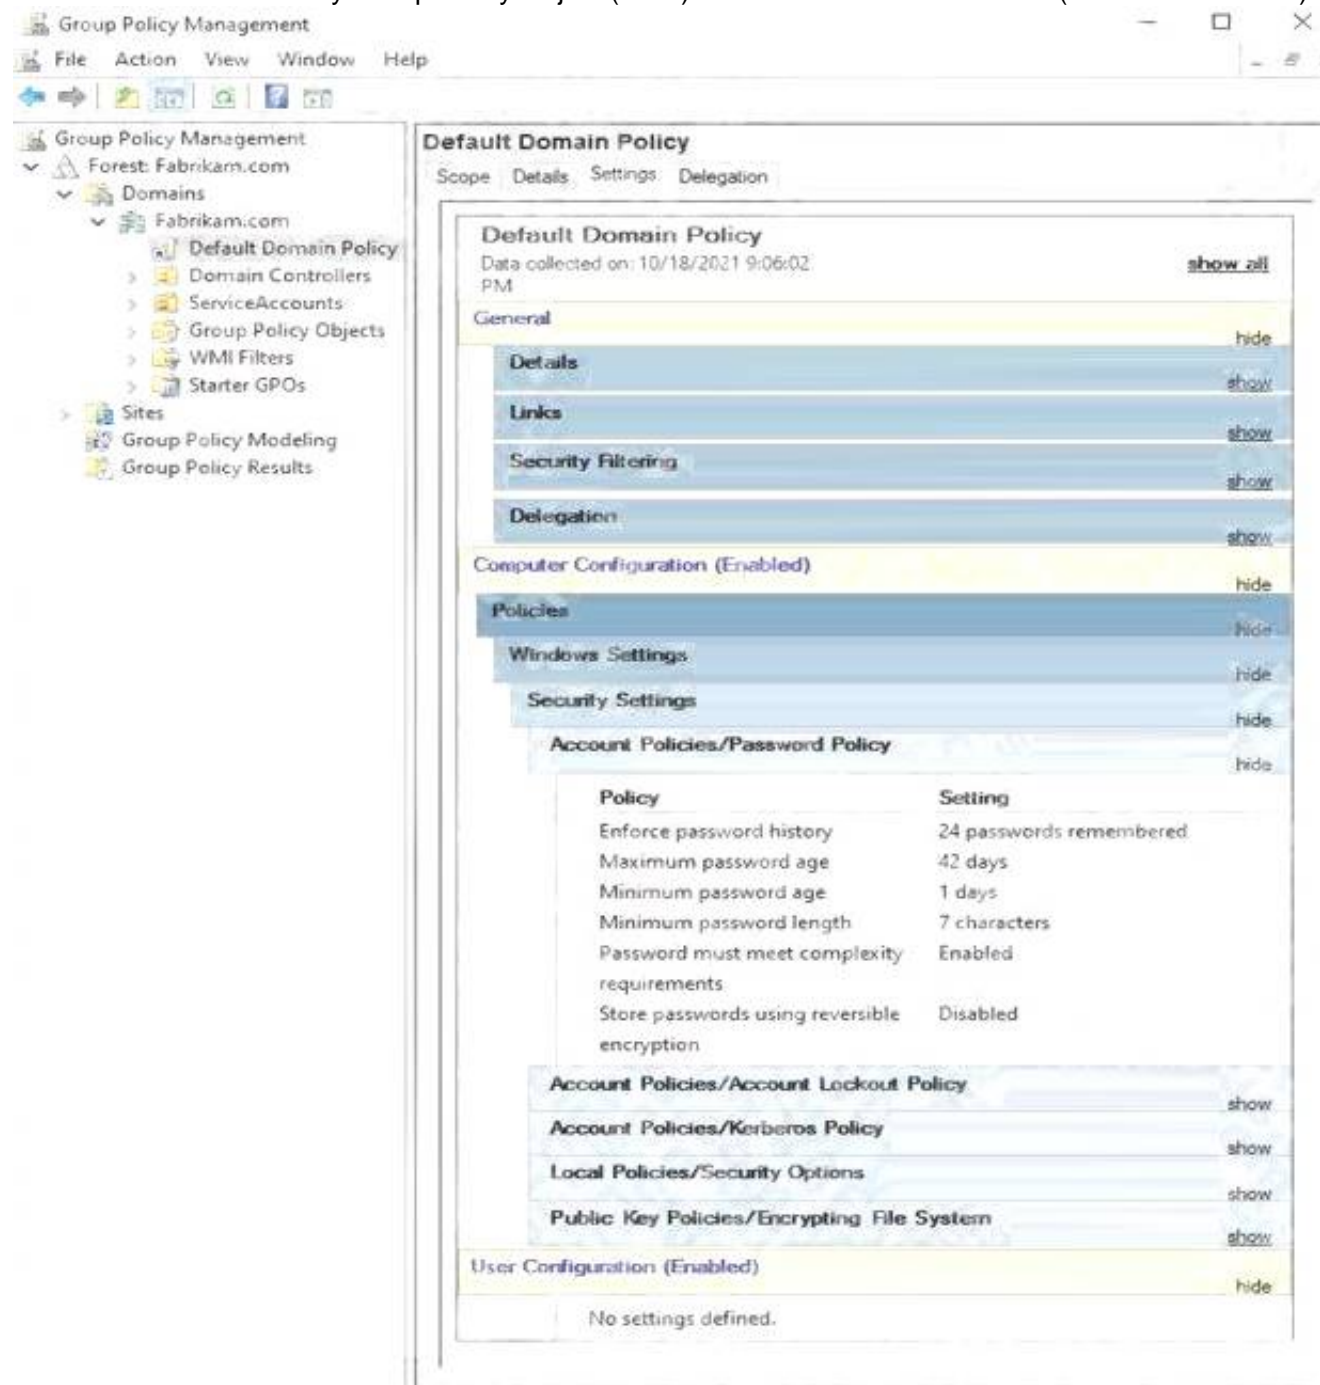 Group Policy Management
File Action View Window Help
Group Policy Management
Forest: Fabrikam.com
Domains
Fabrikam.com
Default Domain Policy
Domain Controllers
ServiceAccounts
Group Policy Objects
WMI Filters
Starter GPOs
Sites
Group Policy Modeling
Group Policy Results
Default Domain Policy
Scope Details Settings Delegation
Default Domain Policy
Data collected on: 10/18/2021 9:06:02
PM
show all
General
hide
Details
show
Links
show
Security Filtering
show
Delegation
show
Computer Configuration (Enabled)
hide
Policies
hide
Windows Settings
hide
Security Settings
hide
Account Policies/Password Policy
hide
Policy Setting
Enforce password history 24 passwords remembered
Maximum password age 42 days
Minimum password age 1 days
Minimum password length 7 characters
Password must meet complexity Enabled
requirements
Store passwords using reversible Disabled
encryption
Account Policies/Account Lockout Policy
show
Account Policies/Kerberos Policy
show
Local Policies/Security Options
show
Public Key Policies/Encrypting File System
show
User Configuration (Enabled)
hide
No settings defined.